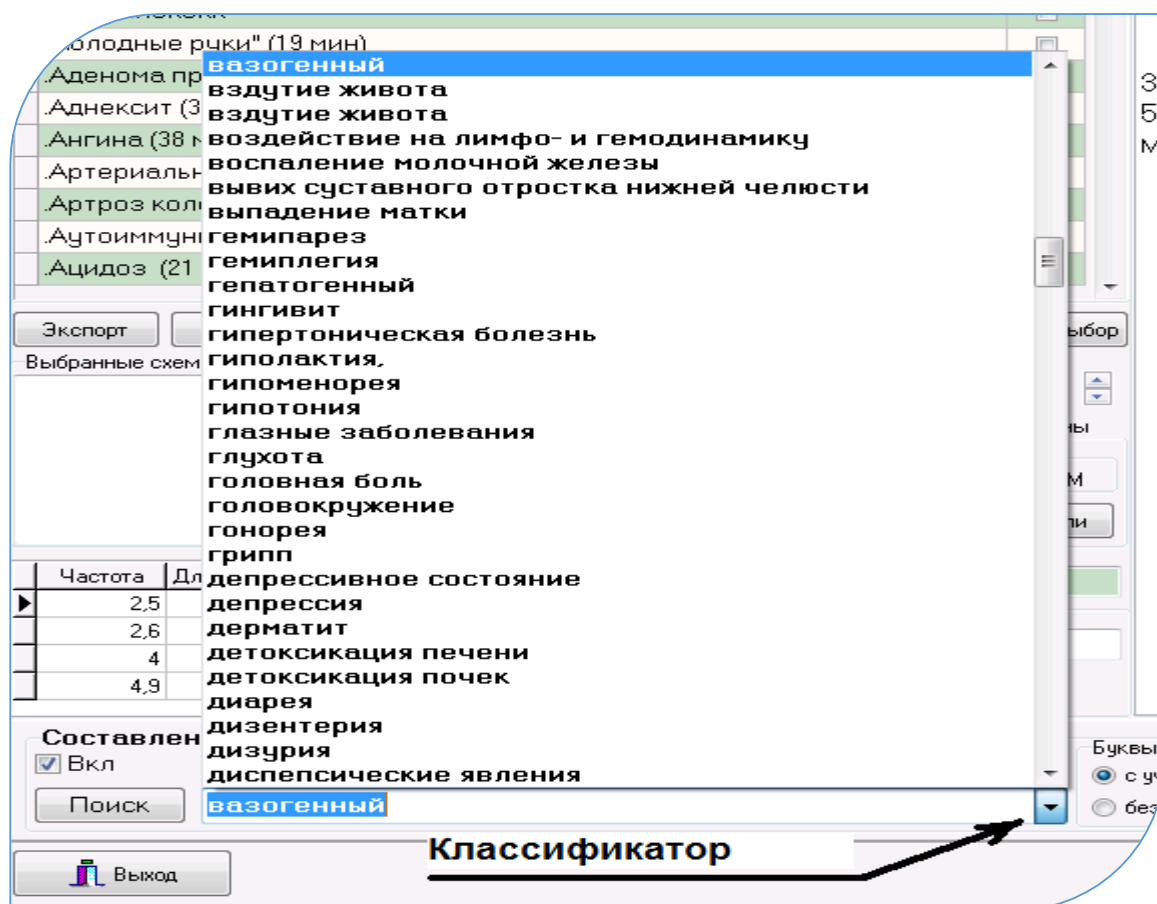 олодные ручки" (19 мин)
.Аденома пр
.Аднексит (3
.Ангина (38 м
.Артериальн
.Артроз кол
.Аутоиммун
.Ацидоз (21
вазогенный
вздутие живота
вздутие живота
воздействие на лимфо- и гемодинамику
воспаление молочной железы
вывих суставного отростка нижней челюсти
выпадение матки
гемипарез
гемиплегия
гепатогенный
гингивит
гипертоническая болезнь
гиполактия,
гипоменорея
гипотония
глазные заболевания
глухота
головная боль
головокружение
гонорея
грипп
депрессивное состояние
депрессия
дерматит
детоксикация печени
детоксикация почек
диарея
дизентерия
дизурия
диспепсические явления
Экспорт
ыбор
Выбранные схем
ны
М
ли
Частота Дл
2,5
2,6
4
4,9
Составлен
Вкл
Поиск
вазогенный
Буквы
с у
без
Классификатор
Выход
З
5
м